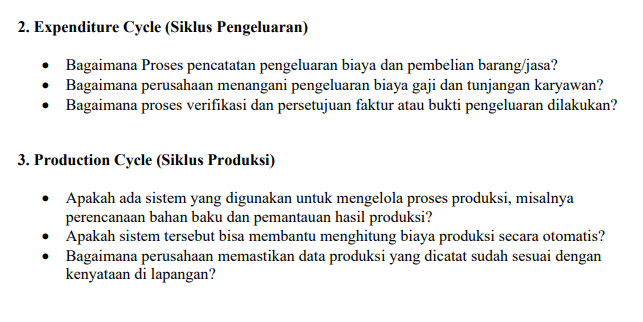 2. Expenditure Cycle (Siklus Pengeluaran)
• Bagaimana Proses pencatatan pengeluaran biaya dan pembelian barang/jasa?
• Bagaimana perusahaan menangani pengeluaran biaya gaji dan tunjangan karyawan?
• Bagaimana proses verifikasi dan persetujuan faktur atau bukti pengeluaran dilakukan?
3. Production Cycle (Siklus Produksi)
• Apakah ada sistem yang digunakan untuk mengelola proses produksi, misalnya
perencanaan bahan baku dan pemantauan hasil produksi?
• Apakah sistem tersebut bisa membantu menghitung biaya produksi secara otomatis?
• Bagaimana perusahaan memastikan data produksi yang dicatat sudah sesuai dengan
kenyataan di lapangan?